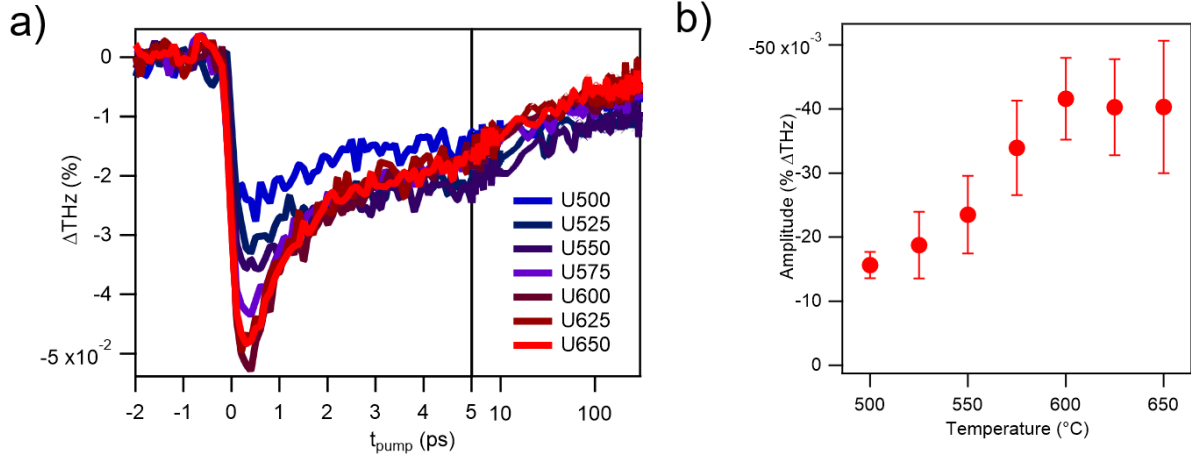 a)
0
-1
-2
-3
-4
-5 x10⁻²
ΔTHz (%)
U500
U525
U550
U575
U600
U625
U650
-2 -1 0 1 2 3 4 5 10 100
t_pump (ps)
b)
-50 x10⁻³
-40
-30
-20
-10
0
Amplitude (% ΔTHz)
500 550 600 650
Temperature (°C)